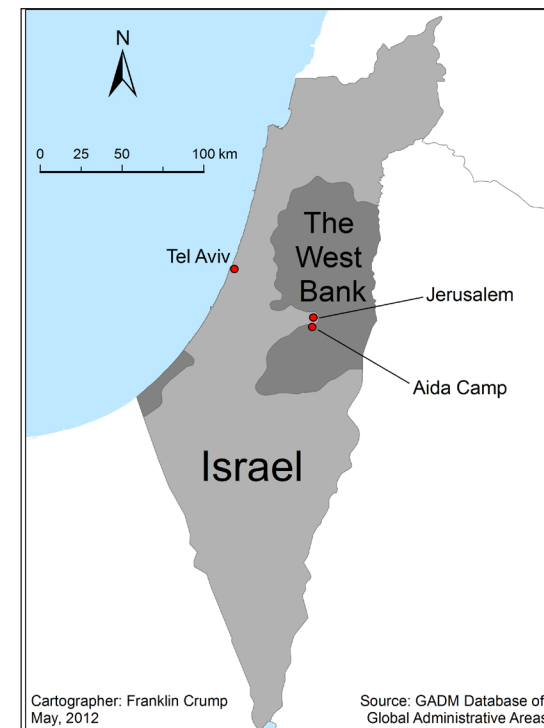 N
0 25 50 100 km
The
West
Bank
Tel Aviv
Jerusalem
Aida Camp
Israel
Cartographer: Franklin Crump
May, 2012
Source: GADM Database of
Global Administrative Areas